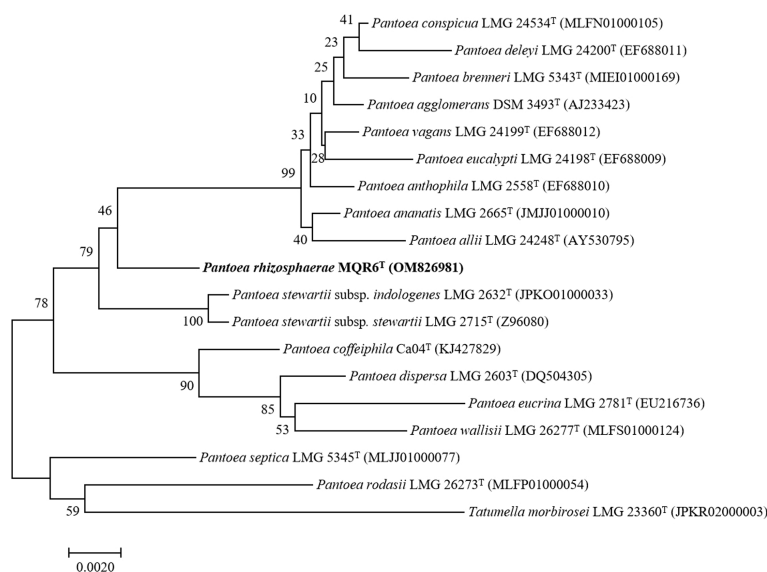 41 Pantoea conspicua LMG 24534ᵀ (MLFN01000105)
23
Pantoea deleyi LMG 24200ᵀ (EF688011)
25
Pantoea brenneri LMG 5343ᵀ (MIEI01000169)
10
Pantoea agglomerans DSM 3493ᵀ (AJ233423)
33
Pantoea vagans LMG 24199ᵀ (EF688012)
28
Pantoea eucalypti LMG 24198ᵀ (EF688009)
99
Pantoea anthophila LMG 2558ᵀ (EF688010)
46
Pantoea ananatis LMG 2665ᵀ (JMJJ01000010)
40
Pantoea allii LMG 24248ᵀ (AY530795)
79
Pantoea rhizosphaerae MQR6ᵀ (OM826981)
78
Pantoea stewartii subsp. indologenes LMG 2632ᵀ (JPKO01000033)
100
Pantoea stewartii subsp. stewartii LMG 2715ᵀ (Z96080)
Pantoea coffeiphila Ca04ᵀ (KJ427829)
90
Pantoea dispersa LMG 2603ᵀ (DQ504305)
85
Pantoea eucrina LMG 2781ᵀ (EU216736)
53
Pantoea wallisii LMG 26277ᵀ (MLFS01000124)
Pantoea septica LMG 5345ᵀ (MLJJ01000077)
Pantoea rodasii LMG 26273ᵀ (MLFP01000054)
59
Tatumella morbirosei LMG 23360ᵀ (JPKR02000003)
0.0020